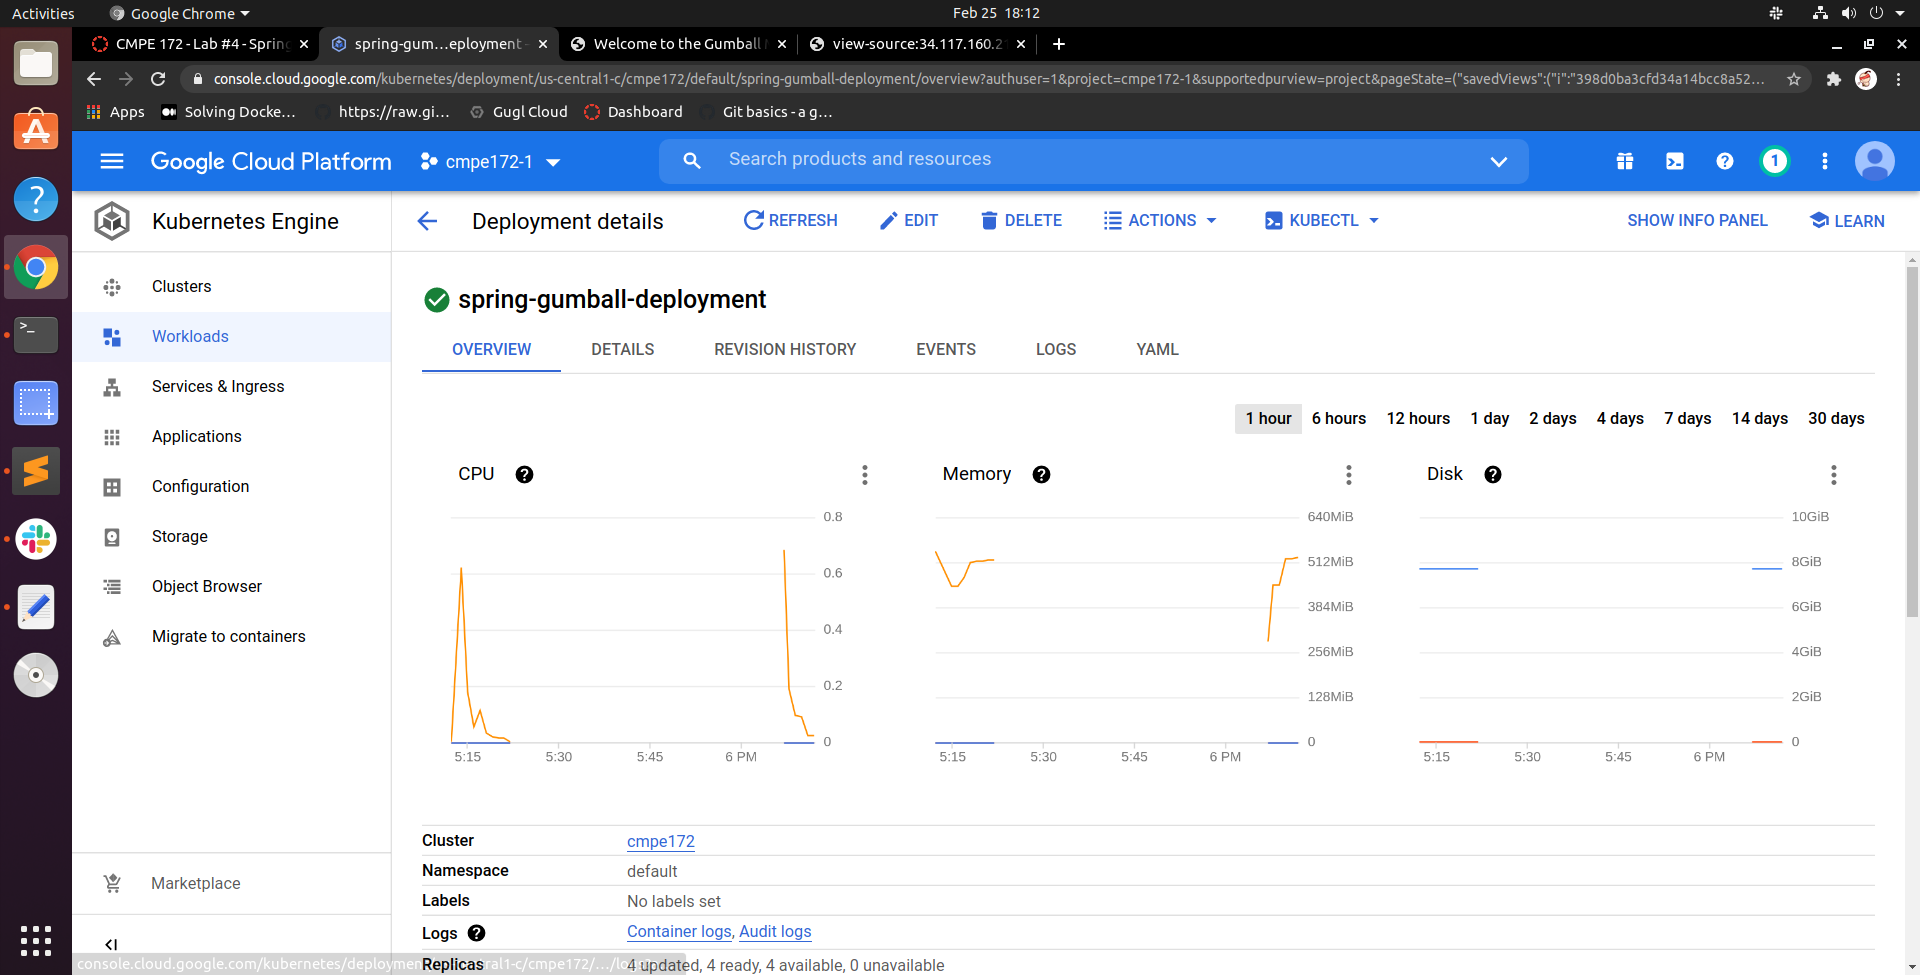 Activities
Google Chrome
Feb 25 18:12
CMPE 172 - Lab #4 - Spring
spring-gum…eployment -
Welcome to the Gumball
view-source:34.117.160.2
console.cloud.google.com/kubernetes/deployment/us-central1-c/cmpe172/default/spring-gumball-deployment/overview?authuser=1&project=cmpe172-1&supportedpurview=project&pageState=("savedViews":("i":"398d0ba3cfd34a14bcc8a52…
Apps
Solving Docke…
https://raw.gi…
Gugl Cloud
Dashboard
Git basics - a g…
Google Cloud Platform
cmpe172-1
Search products and resources
1
Kubernetes Engine
Deployment details
REFRESH
EDIT
DELETE
ACTIONS
KUBECTL
SHOW INFO PANEL
LEARN
Clusters
Workloads
Services & Ingress
Applications
Configuration
Storage
Object Browser
Migrate to containers
Marketplace
spring-gumball-deployment
OVERVIEW
DETAILS
REVISION HISTORY
EVENTS
LOGS
YAML
1 hour
6 hours
12 hours
1 day
2 days
4 days
7 days
14 days
30 days
CPU
0.8
0.6
0.4
0.2
0
5:15
5:30
5:45
6 PM
Memory
640MiB
512MiB
384MiB
256MiB
128MiB
0
5:15
5:30
5:45
6 PM
Disk
10GiB
8GiB
6GiB
4GiB
2GiB
0
5:15
5:30
5:45
6 PM
Cluster
cmpe172
Namespace
default
Labels
No labels set
Logs
Container logs, Audit logs
Replicas
4 updated, 4 ready, 4 available, 0 unavailable
console.cloud.google.com/kubernetes/deploymen
ral1-c/cmpe172/…/